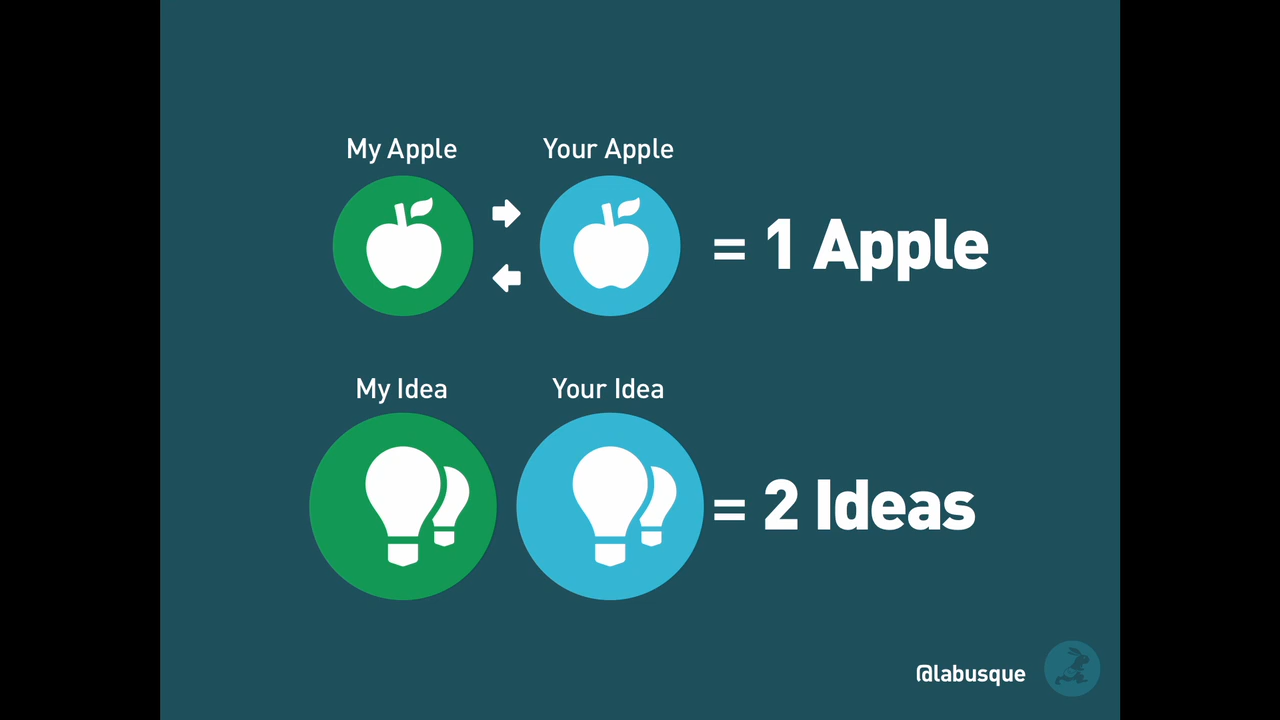 My Apple
Your Apple
= 1 Apple
My Idea
Your Idea
= 2 Ideas
@labusque